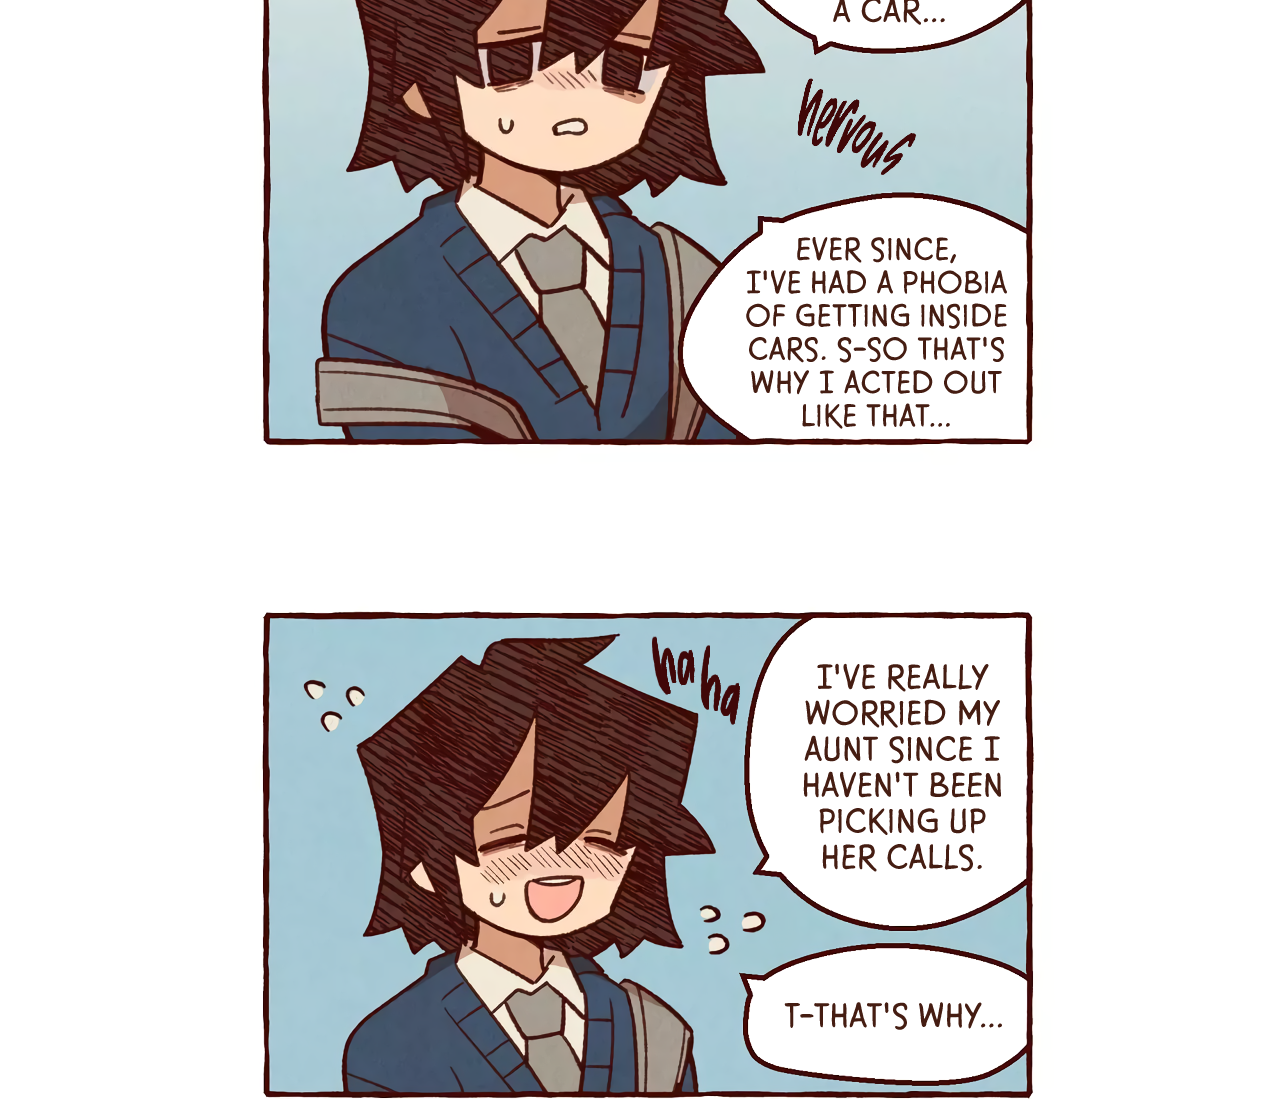 A CAR...
nervous
EVER SINCE,
I'VE HAD A PHOBIA
OF GETTING INSIDE
CARS. S-SO THAT'S
WHY I ACTED OUT
LIKE THAT...
haha
I'VE REALLY
WORRIED MY
AUNT SINCE I
HAVEN'T BEEN
PICKING UP
HER CALLS.
T-THAT'S WHY...